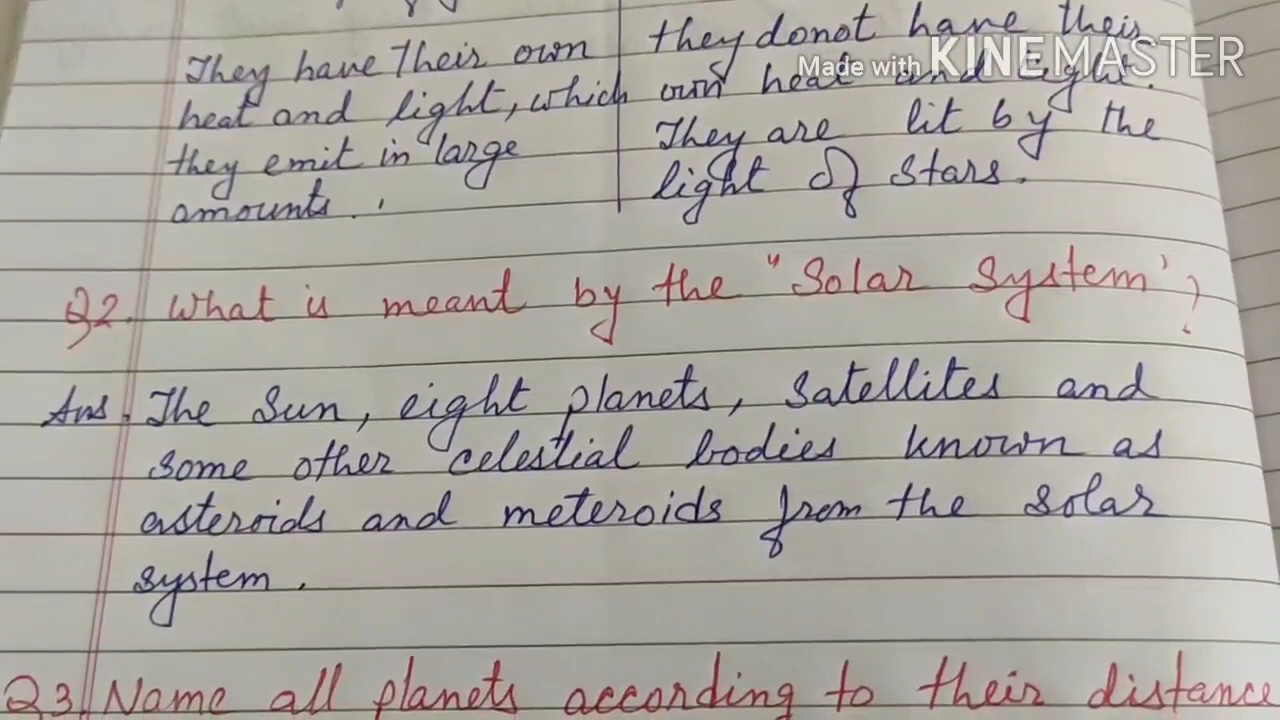 They have Their own
heat and light, which
they emit in large
amounts.
they donot have their
own heat and light.
They are lit by the
light of stars.
Made with KINEMASTER
Q2. What is meant by the "Solar System'?
Ans. The Sun, eight planets, Satellites and
some other celestial bodies known as
asteroids and meteroids from the solar
system.
Q3. Name all planets according to their distance